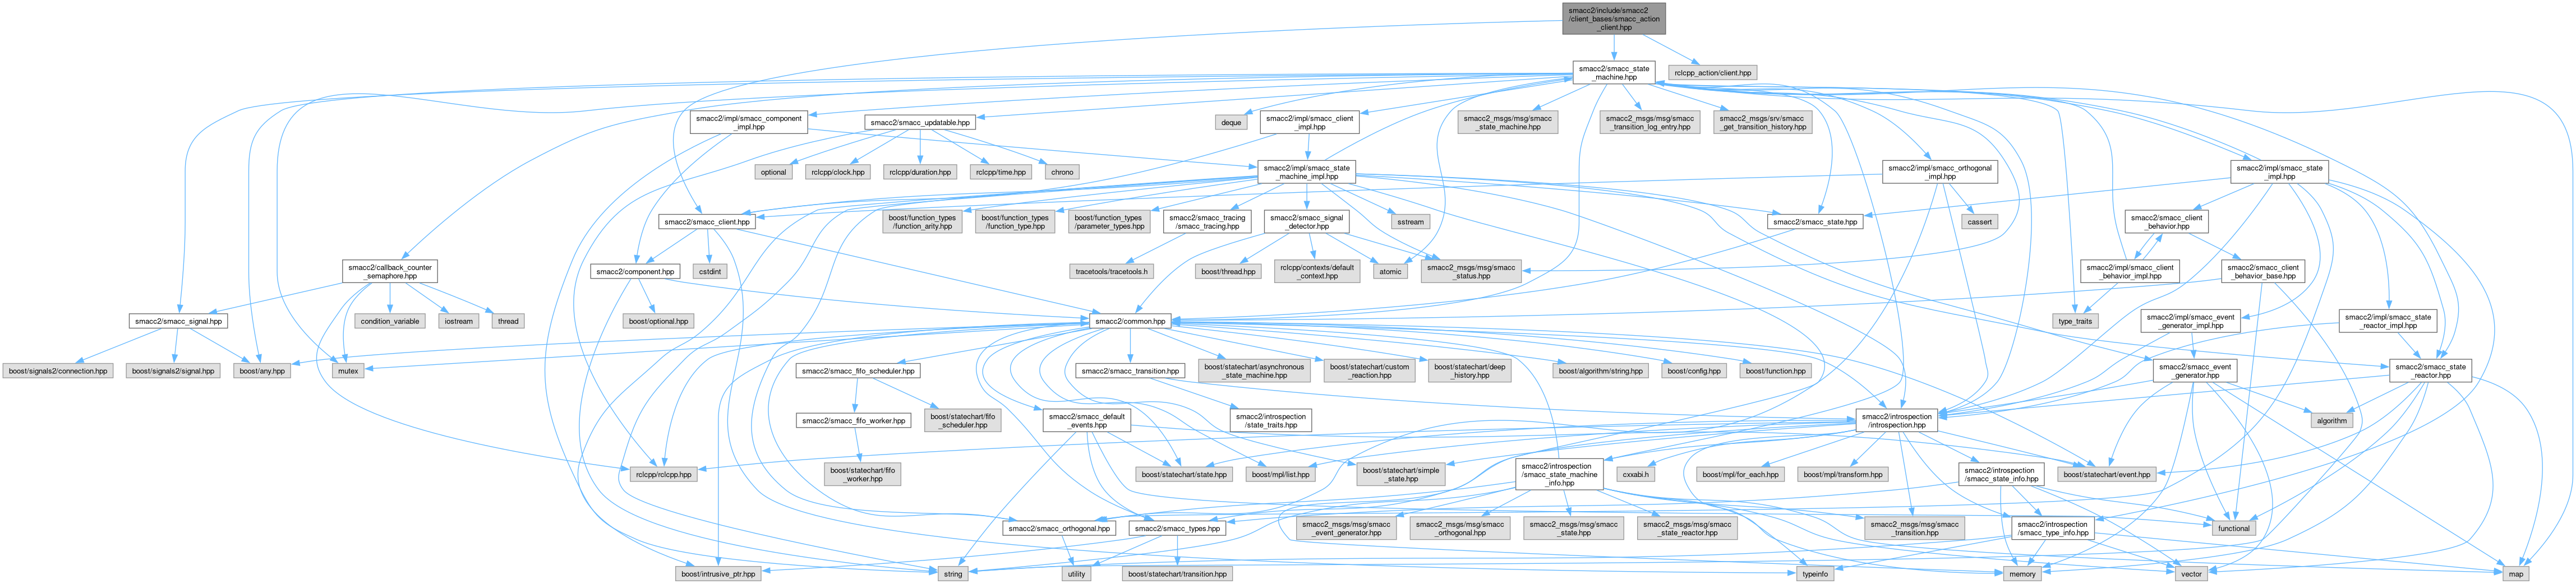 smacc2/include/smacc2
/client_bases/smacc_action
_client.hpp
smacc2/smacc_state
_machine.hpp
rclcpp_action/client.hpp
smacc2/impl/smacc_component
_impl.hpp
smacc2/smacc_updatable.hpp
deque
smacc2/impl/smacc_client
_impl.hpp
smacc2_msgs/msg/smacc
_state_machine.hpp
smacc2_msgs/msg/smacc
_transition_log_entry.hpp
smacc2_msgs/srv/smacc
_get_transition_history.hpp
optional
rclcpp/clock.hpp
rclcpp/duration.hpp
rclcpp/time.hpp
chrono
smacc2/impl/smacc_state
_machine_impl.hpp
smacc2/impl/smacc_orthogonal
_impl.hpp
smacc2/impl/smacc_state
_impl.hpp
smacc2/smacc_client.hpp
boost/function_types
/function_arity.hpp
boost/function_types
/function_type.hpp
boost/function_types
/parameter_types.hpp
smacc2/smacc_tracing
/smacc_tracing.hpp
smacc2/smacc_signal
_detector.hpp
sstream
smacc2/smacc_state.hpp
cassert
smacc2/smacc_client
_behavior.hpp
smacc2/callback_counter
_semaphore.hpp
smacc2/component.hpp
cstdint
tracetools/tracetools.h
boost/thread.hpp
rclcpp/contexts/default
_context.hpp
atomic
smacc2_msgs/msg/smacc
_status.hpp
smacc2/impl/smacc_client
_behavior_impl.hpp
smacc2/smacc_client
_behavior_base.hpp
smacc2/smacc_signal.hpp
condition_variable
iostream
thread
boost/optional.hpp
smacc2/common.hpp
type_traits
smacc2/impl/smacc_event
_generator_impl.hpp
smacc2/impl/smacc_state
_reactor_impl.hpp
boost/signals2/connection.hpp
boost/signals2/signal.hpp
boost/any.hpp
mutex
smacc2/smacc_fifo_scheduler.hpp
smacc2/smacc_transition.hpp
boost/statechart/asynchronous
_state_machine.hpp
boost/statechart/custom
_reaction.hpp
boost/statechart/deep
_history.hpp
boost/algorithm/string.hpp
boost/config.hpp
boost/function.hpp
smacc2/smacc_event
_generator.hpp
smacc2/smacc_state
_reactor.hpp
smacc2/smacc_fifo_worker.hpp
boost/statechart/fifo
_scheduler.hpp
smacc2/smacc_default
_events.hpp
smacc2/introspection
/state_traits.hpp
smacc2/introspection
/introspection.hpp
algorithm
rclcpp/rclcpp.hpp
boost/statechart/fifo
_worker.hpp
boost/statechart/state.hpp
boost/mpl/list.hpp
boost/statechart/simple
_state.hpp
smacc2/introspection
/smacc_state_machine
_info.hpp
cxxabi.h
boost/mpl/for_each.hpp
boost/mpl/transform.hpp
smacc2/introspection
/smacc_state_info.hpp
boost/statechart/event.hpp
smacc2/smacc_orthogonal.hpp
smacc2/smacc_types.hpp
smacc2_msgs/msg/smacc
_event_generator.hpp
smacc2_msgs/msg/smacc
_orthogonal.hpp
smacc2_msgs/msg/smacc
_state.hpp
smacc2_msgs/msg/smacc
_state_reactor.hpp
smacc2_msgs/msg/smacc
_transition.hpp
smacc2/introspection
/smacc_type_info.hpp
functional
boost/intrusive_ptr.hpp
string
utility
boost/statechart/transition.hpp
typeinfo
memory
vector
map